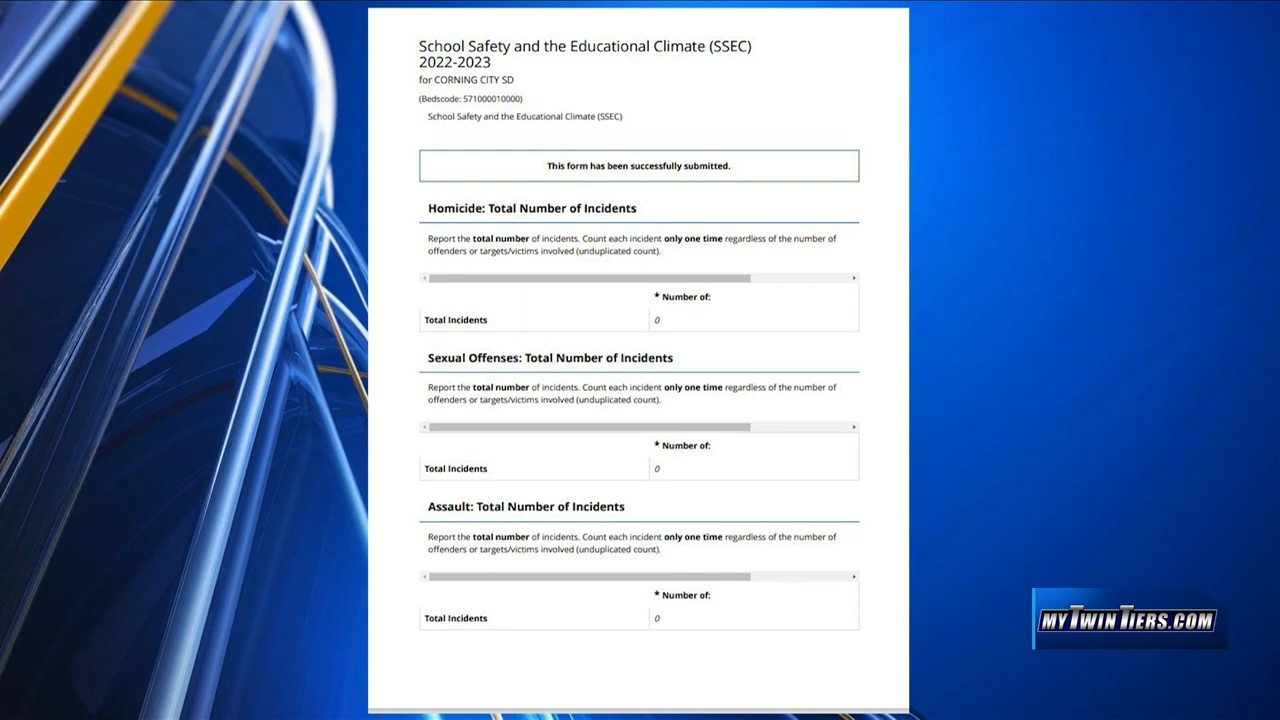 School Safety and the Educational Climate (SSEC)
2022-2023
for CORNING CITY SD
(Bedscode: 571000010000)
School Safety and the Educational Climate (SSEC)
This form has been successfully submitted.
Homicide: Total Number of Incidents
Report the total number of incidents. Count each incident only one time regardless of the number of
offenders or targets/victims involved (unduplicated count).
* Number of:
Total Incidents 0
Sexual Offenses: Total Number of Incidents
Report the total number of incidents. Count each incident only one time regardless of the number of
offenders or targets/victims involved (unduplicated count).
* Number of:
Total Incidents 0
Assault: Total Number of Incidents
Report the total number of incidents. Count each incident only one time regardless of the number of
offenders or targets/victims involved (unduplicated count).
* Number of:
Total Incidents 0
MYTWINTIERS.COM